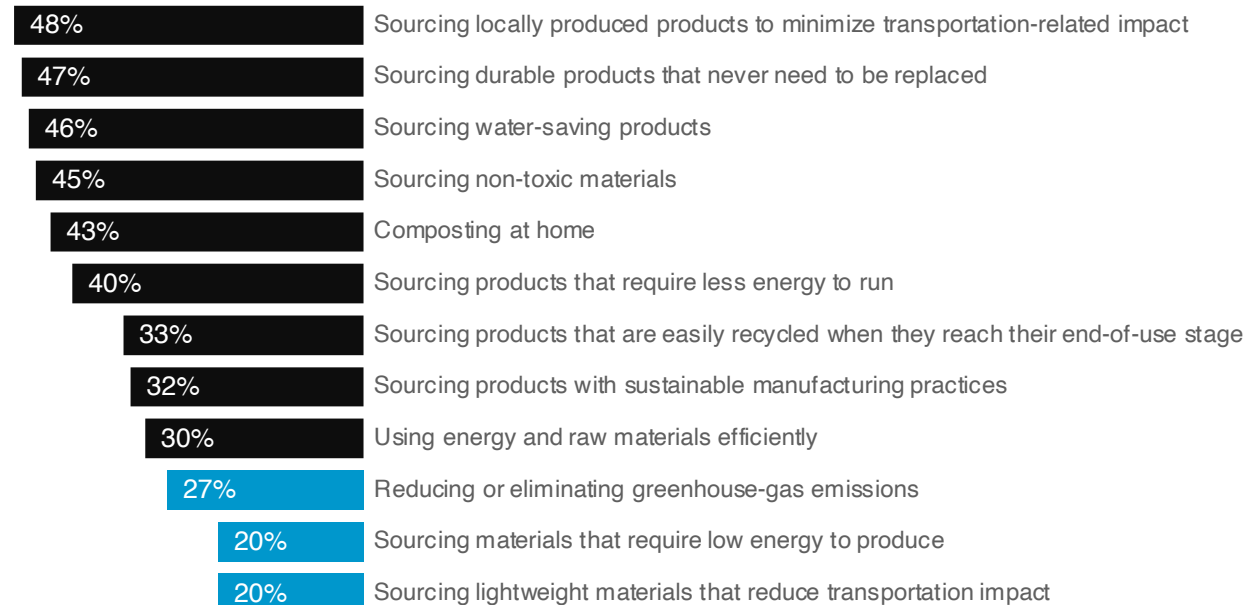 48% Sourcing locally produced products to minimize transportation-related impact
47% Sourcing durable products that never need to be replaced
46% Sourcing water-saving products
45% Sourcing non-toxic materials
43% Composting at home
40% Sourcing products that require less energy to run
33% Sourcing products that are easily recycled when they reach their end-of-use stage
32% Sourcing products with sustainable manufacturing practices
30% Using energy and raw materials efficiently
27% Reducing or eliminating greenhouse-gas emissions
20% Sourcing materials that require low energy to produce
20% Sourcing lightweight materials that reduce transportation impact